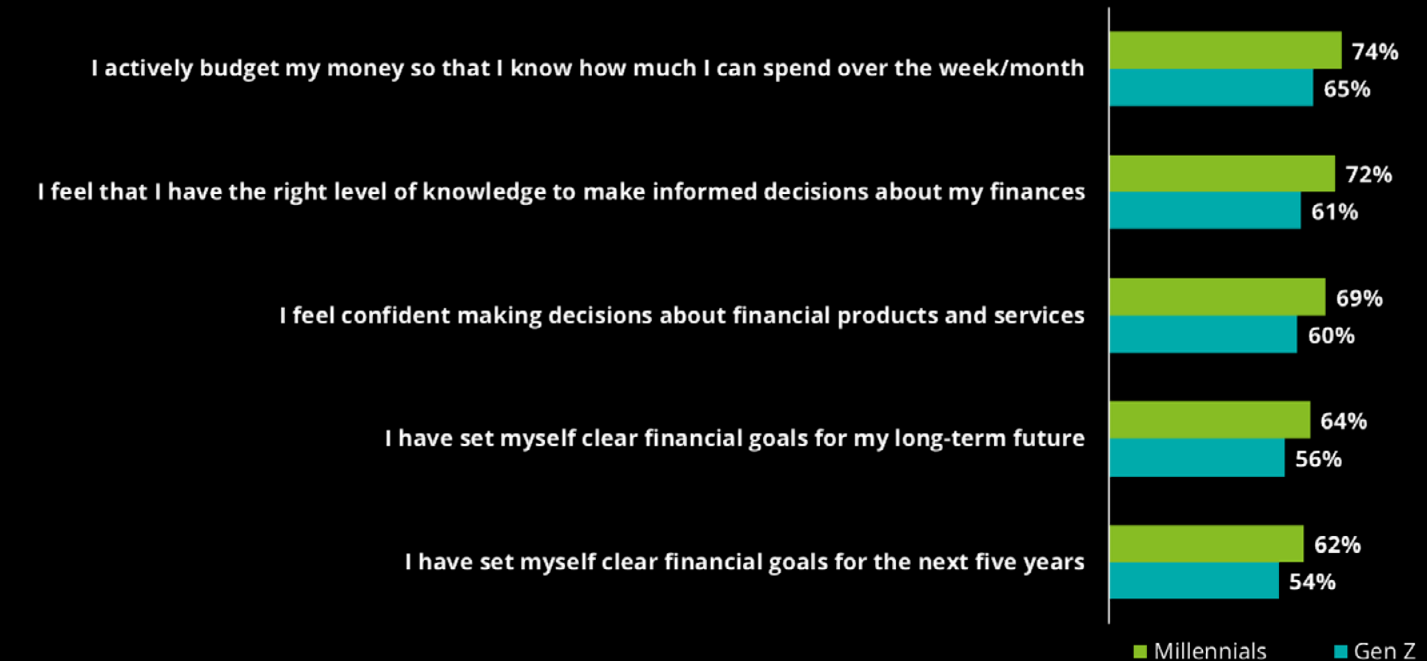 I actively budget my money so that I know how much I can spend over the week/month
74%
65%
I feel that I have the right level of knowledge to make informed decisions about my finances
72%
61%
I feel confident making decisions about financial products and services
69%
60%
I have set myself clear financial goals for my long-term future
64%
56%
I have set myself clear financial goals for the next five years
62%
54%
Millennials
Gen Z